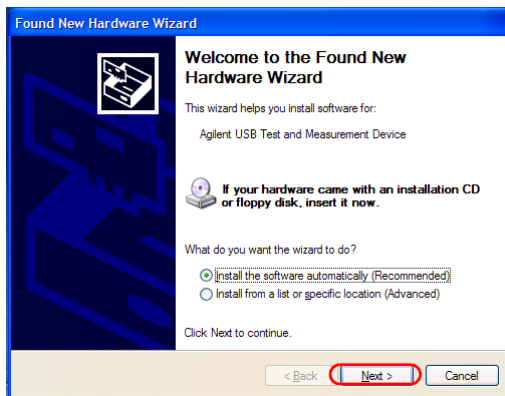 Found New Hardware Wizard
Welcome to the Found New
Hardware Wizard
This wizard helps you install software for:
Agilent USB Test and Measurement Device
If your hardware came with an installation CD
or floppy disk, insert it now.
What do you want the wizard to do?
Install the software automatically (Recommended)
Install from a list or specific location (Advanced)
Click Next to continue.
< Back Next > Cancel